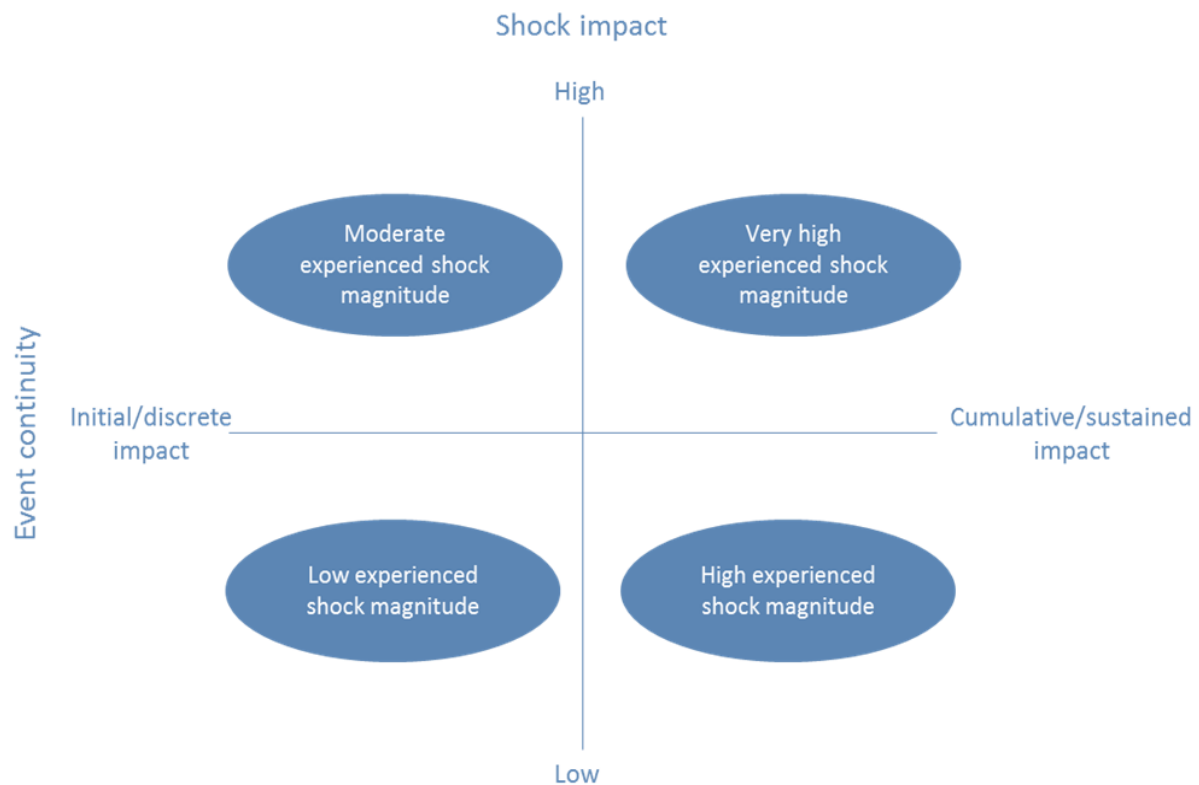 Shock impact
High
Moderate
experienced shock
magnitude
Very high
experienced shock
magnitude
Event continuity
Initial/discrete
impact
Cumulative/sustained
impact
Low experienced
shock magnitude
High experienced
shock magnitude
Low